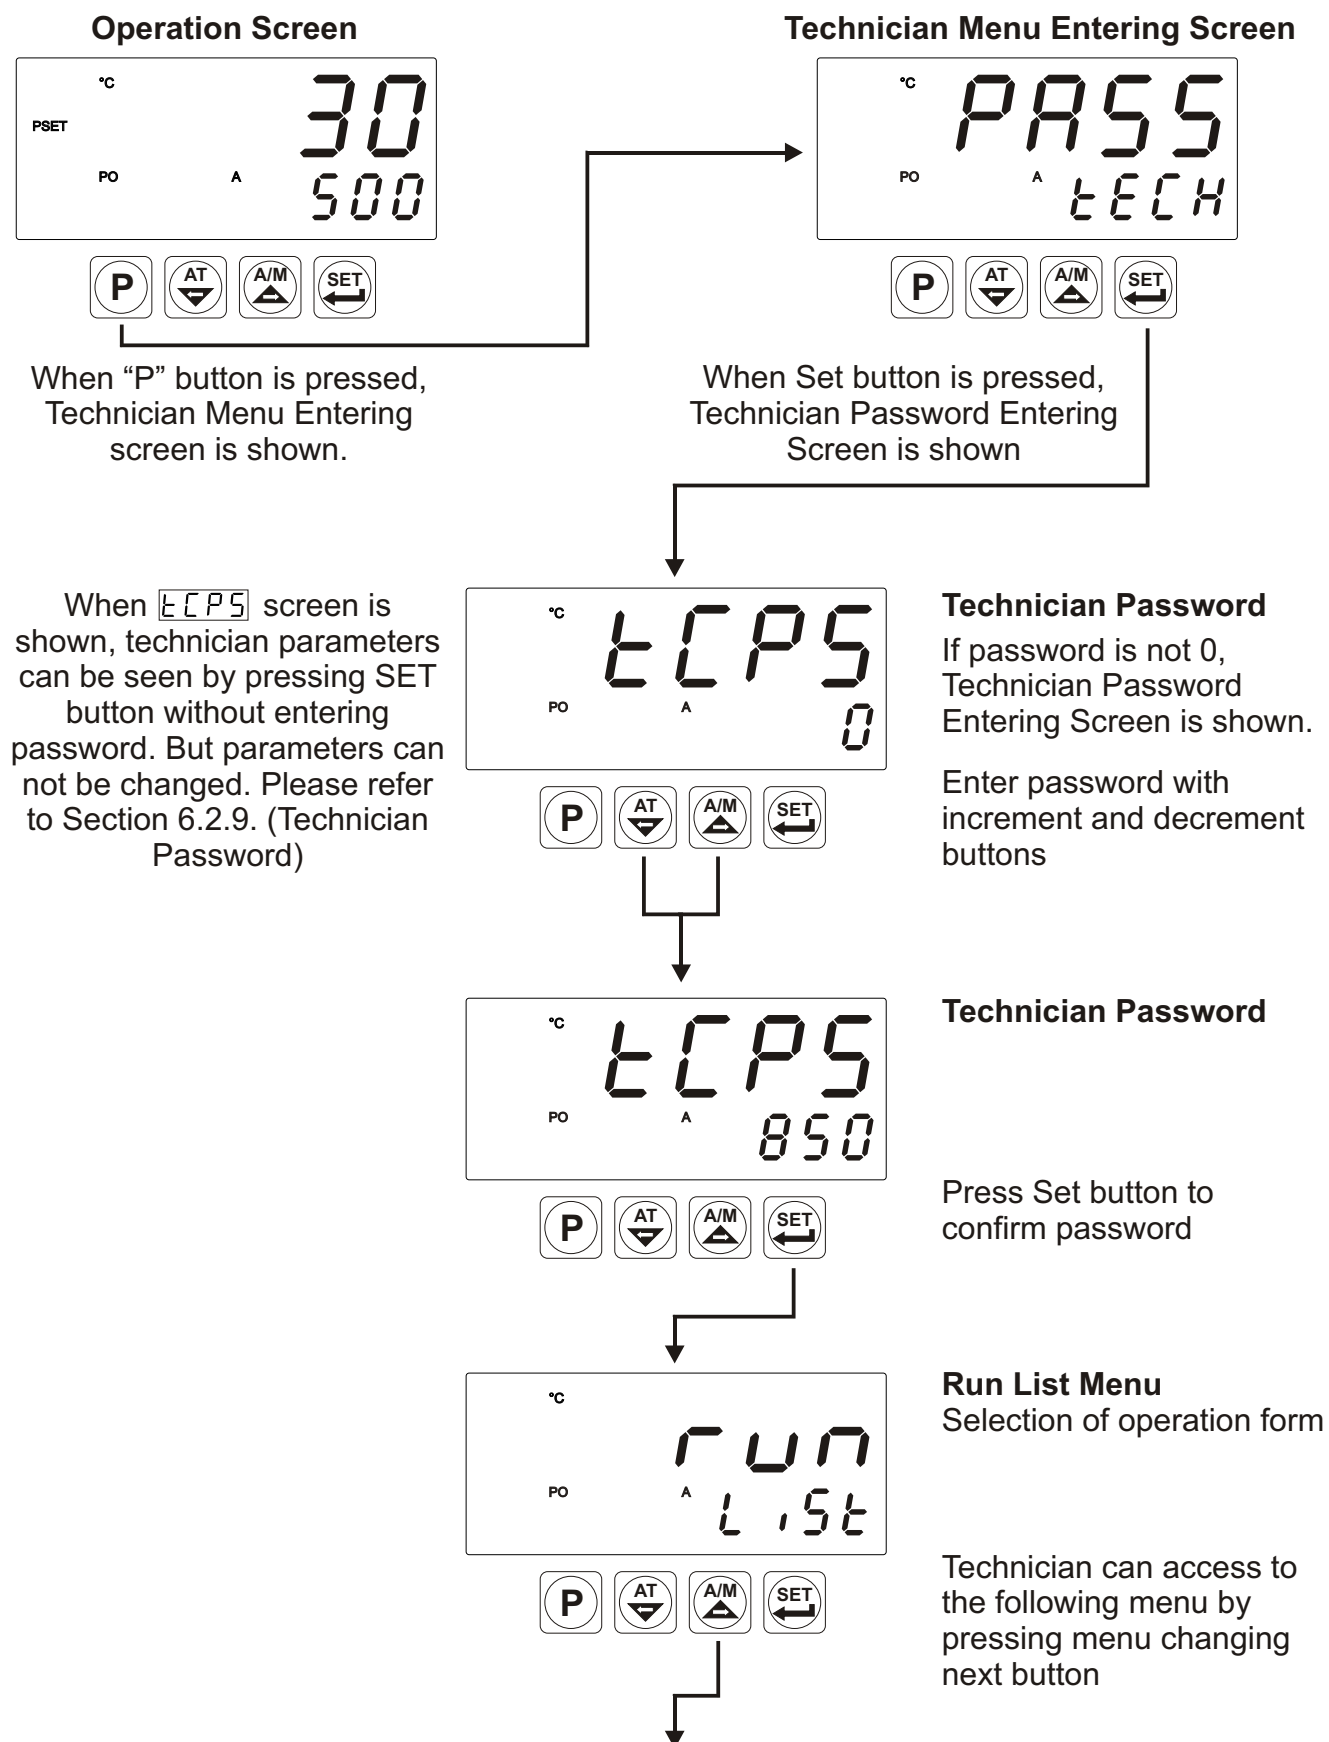 Operation Screen
°C
30
PSET
PO A
500
P AT A/M SET
When “P” button is pressed,
Technician Menu Entering
screen is shown.
Technician Menu Entering Screen
°C
PASS
PO A
tECH
P AT A/M SET
When Set button is pressed,
Technician Password Entering
Screen is shown
When tCPS screen is
shown, technician parameters
can be seen by pressing SET
button without entering
password. But parameters can
not be changed. Please refer
to Section 6.2.9. (Technician
Password)
°C
tCPS
PO A
0
P AT A/M SET
Technician Password
If password is not 0,
Technician Password
Entering Screen is shown.
Enter password with
increment and decrement
buttons
°C
tCPS
PO A
850
P AT A/M SET
Technician Password
Press Set button to
confirm password
°C
run
PO A
LiSt
P AT A/M SET
Run List Menu
Selection of operation form
Technician can access to
the following menu by
pressing menu changing
next button